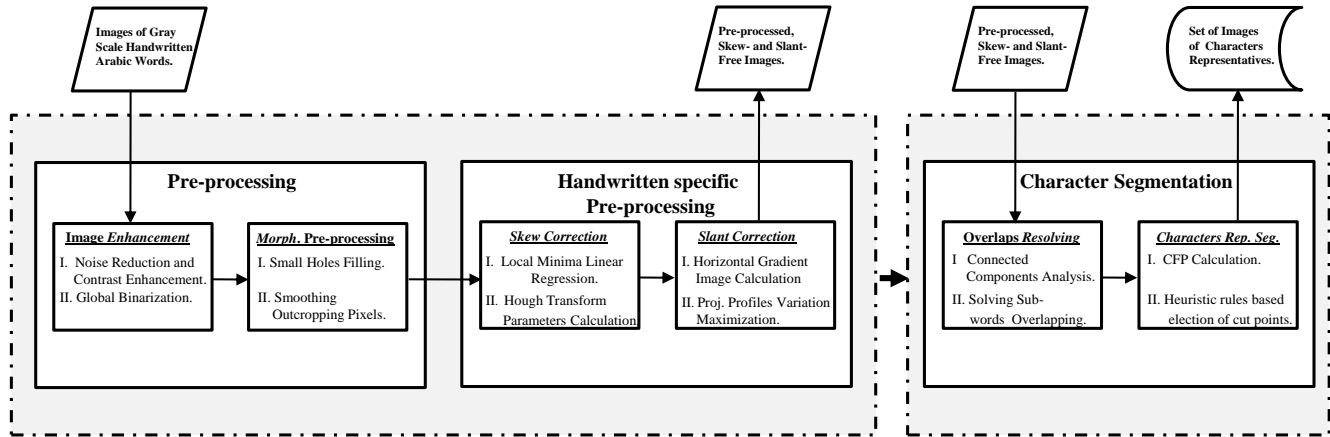 Images of Gray
Scale Handwritten
Arabic Words.
Pre-processed,
Skew- and Slant-
Free Images.
Pre-processed,
Skew- and Slant-
Free Images.
Set of Images
of Characters
Representatives.
Pre-processing
Image Enhancement
I. Noise Reduction and
Contrast Enhancement.
II. Global Binarization.
Morph. Pre-processing
I. Small Holes Filling.
II. Smoothing
Outcropping Pixels.
Handwritten specific
Pre-processing
Skew Correction
I. Local Minima Linear
Regression.
II. Hough Transform
Parameters Calculation
Slant Correction
I. Horizontal Gradient
Image Calculation
II. Proj. Profiles Variation
Maximization.
Character Segmentation
Overlaps Resolving
I Connected
Components Analysis.
II. Solving Sub-
words Overlapping.
Characters Rep. Seg.
I. CFP Calculation.
II. Heuristic rules based
election of cut points.